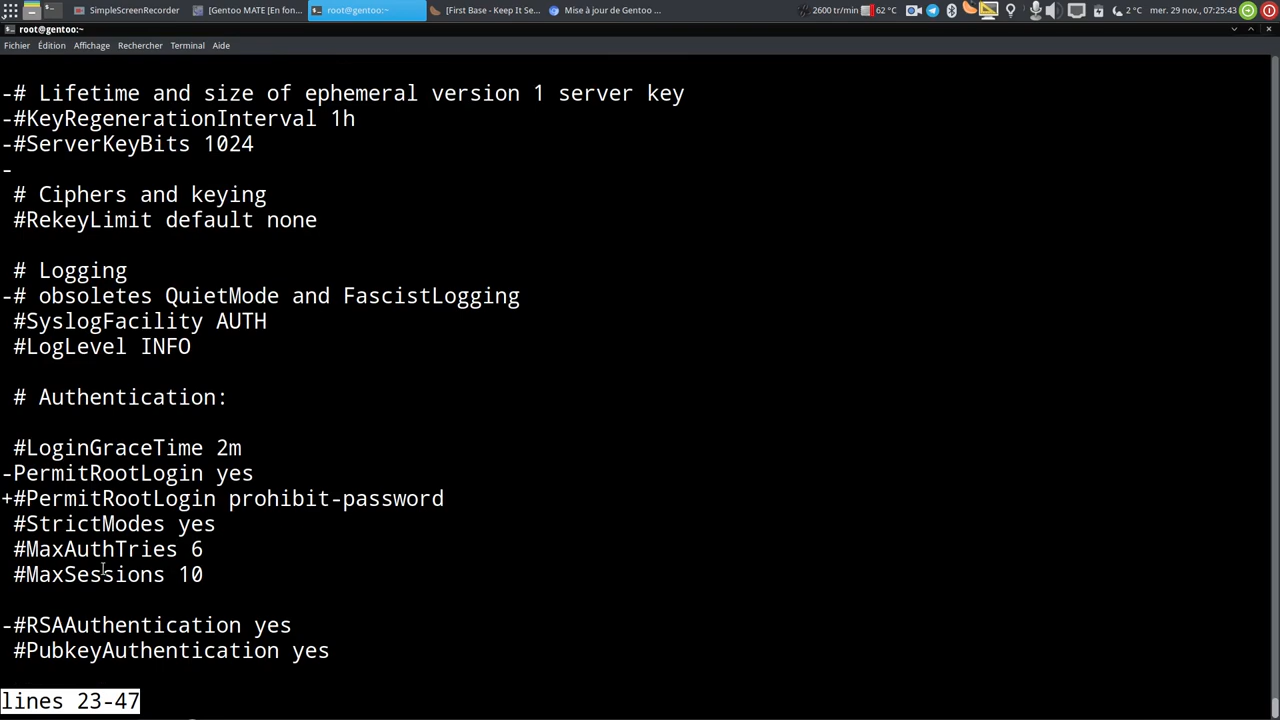 SimpleScreenRecorder
[Gentoo MATE [En fon...
root@gentoo:~
[First Base - Keep It Se...
Mise à jour de Gentoo ...
2600 tr/min
62 °C
2 °C
mer. 29 nov., 07:25:43
root@gentoo:~
Fichier Édition Affichage Rechercher Terminal Aide
-# Lifetime and size of ephemeral version 1 server key
-#KeyRegenerationInterval 1h
-#ServerKeyBits 1024
-
# Ciphers and keying
#RekeyLimit default none
# Logging
-# obsoletes QuietMode and FascistLogging
#SyslogFacility AUTH
#LogLevel INFO
# Authentication:
#LoginGraceTime 2m
-PermitRootLogin yes
+#PermitRootLogin prohibit-password
#StrictModes yes
#MaxAuthTries 6
#MaxSessions 10
-#RSAAuthentication yes
#PubkeyAuthentication yes
lines 23-47